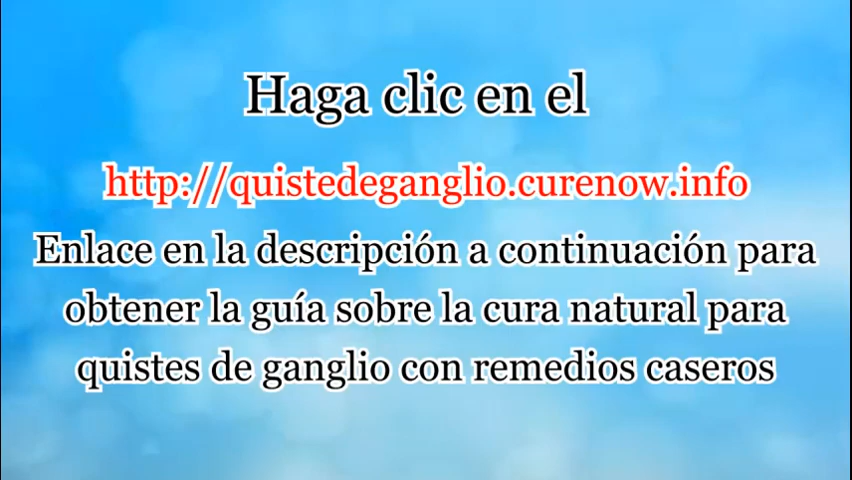 Haga clic en el
http://quistedeganglio.curenow.info
Enlace en la descripción a continuación para
obtener la guía sobre la cura natural para
quistes de ganglio con remedios caseros